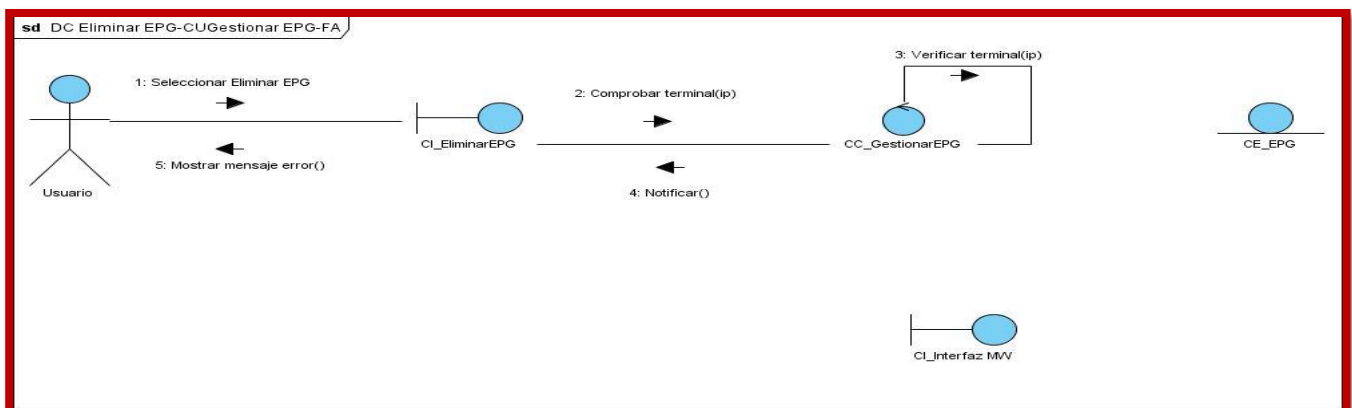 sd DC Eliminar EPG-CUGestionar EPG-FA
3: Verificar terminal(ip)
1: Seleccionar Eliminar EPG
2: Comprobar terminal(ip)
CI_EliminarEPG
CC_GestionarEPG
CE_EPG
5: Mostrar mensaje error()
Usuario
4: Notificar()
CI_Interfaz MW